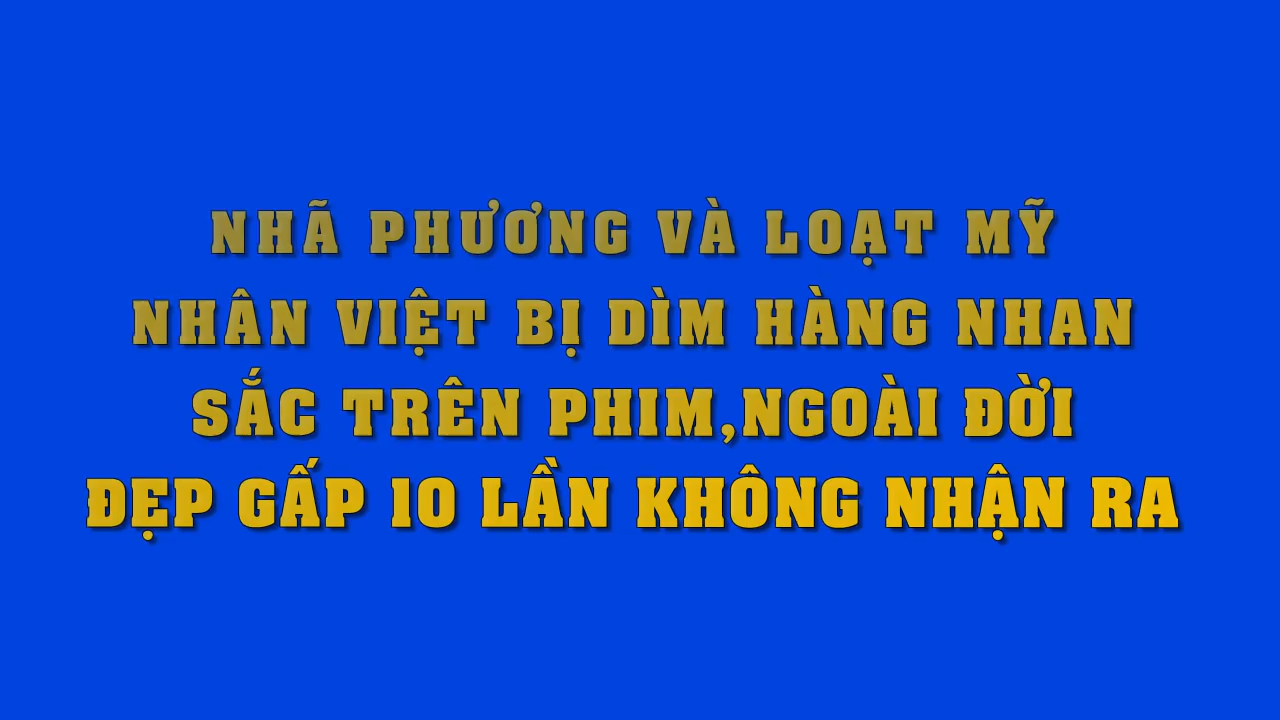 NHÃ PHƯƠNG VÀ LOẠT MỸ
NHÂN VIỆT BỊ DÌM HÀNG NHAN
SẮC TRÊN PHIM,NGOÀI ĐỜI
ĐẸP GẤP 10 LẦN KHÔNG NHẬN RA